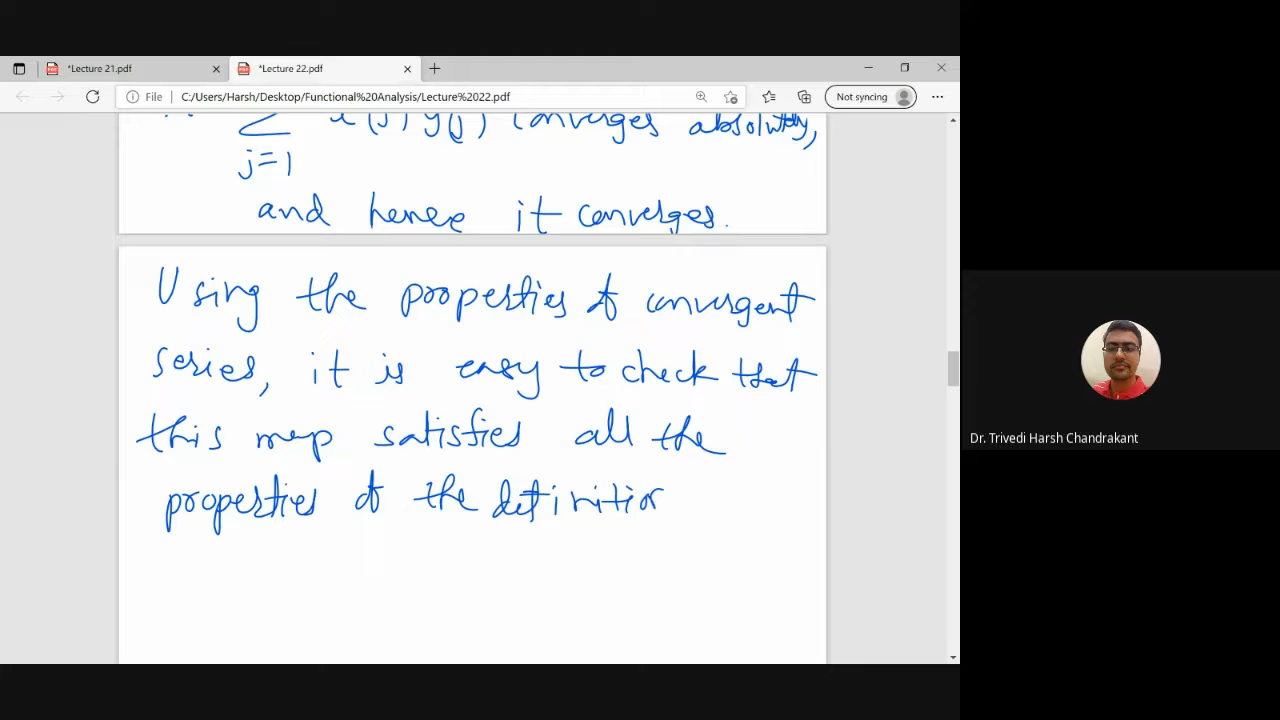 *Lecture 21.pdf
*Lecture 22.pdf
File C:/Users/Harsh/Desktop/Functional%20Analysis/Lecture%2022.pdf
Not syncing
∑ x(j) y(j) converges absolutely,
j=1
and hence it converges.
Using the properties of convergent
series, it is easy to check that
this map satisfies all the
properties of the definition
Dr. Trivedi Harsh Chandrakant